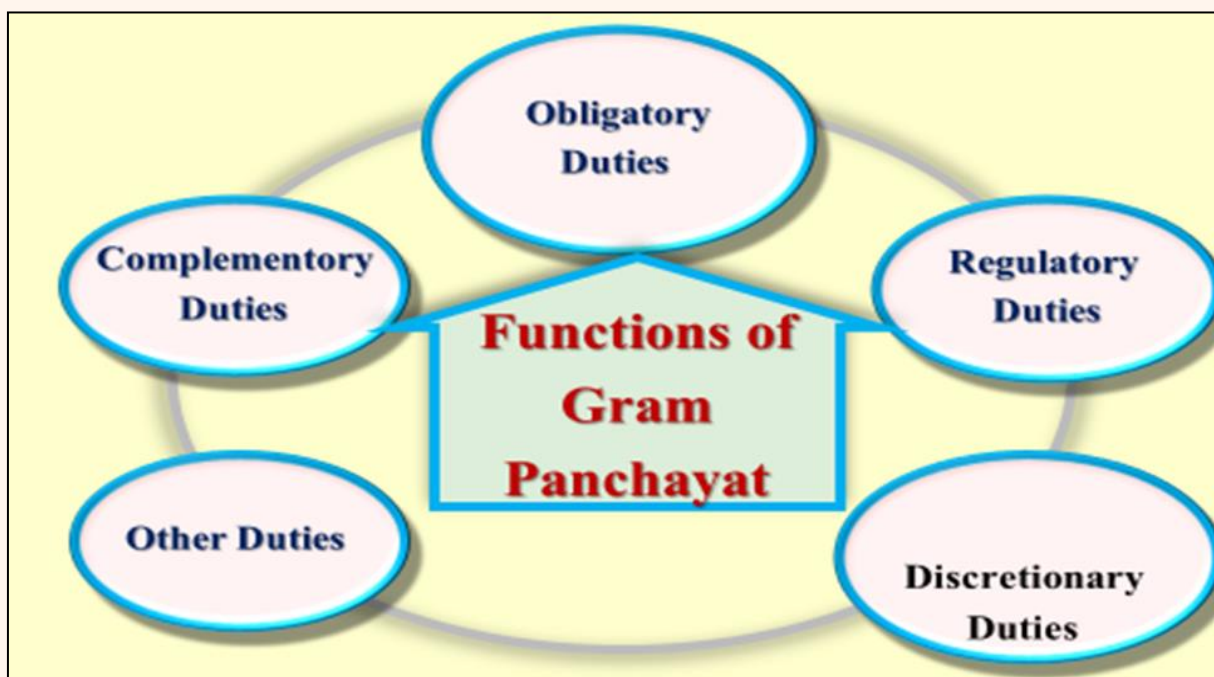 Obligatory
Duties
Complementory
Duties
Regulatory
Duties
Functions of
Gram
Panchayat
Other Duties
Discretionary
Duties